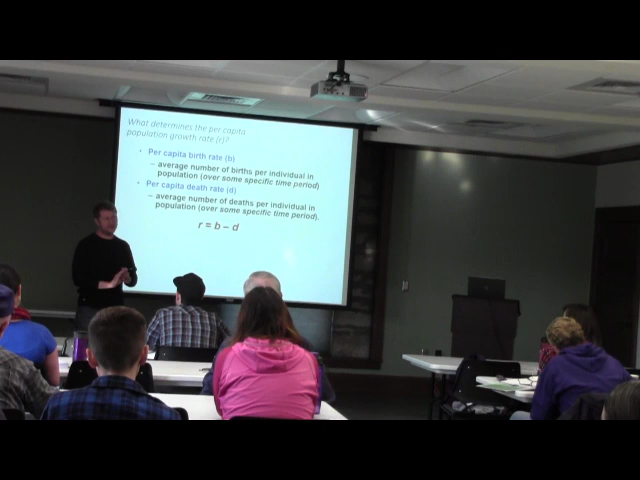 What determines the per capita
population growth rate (r)?
• Per capita birth rate (b)
– average number of births per individual in
population (over some specific time period)
• Per capita death rate (d)
– average number of deaths per individual in
population (over some specific time period).
r = b – d